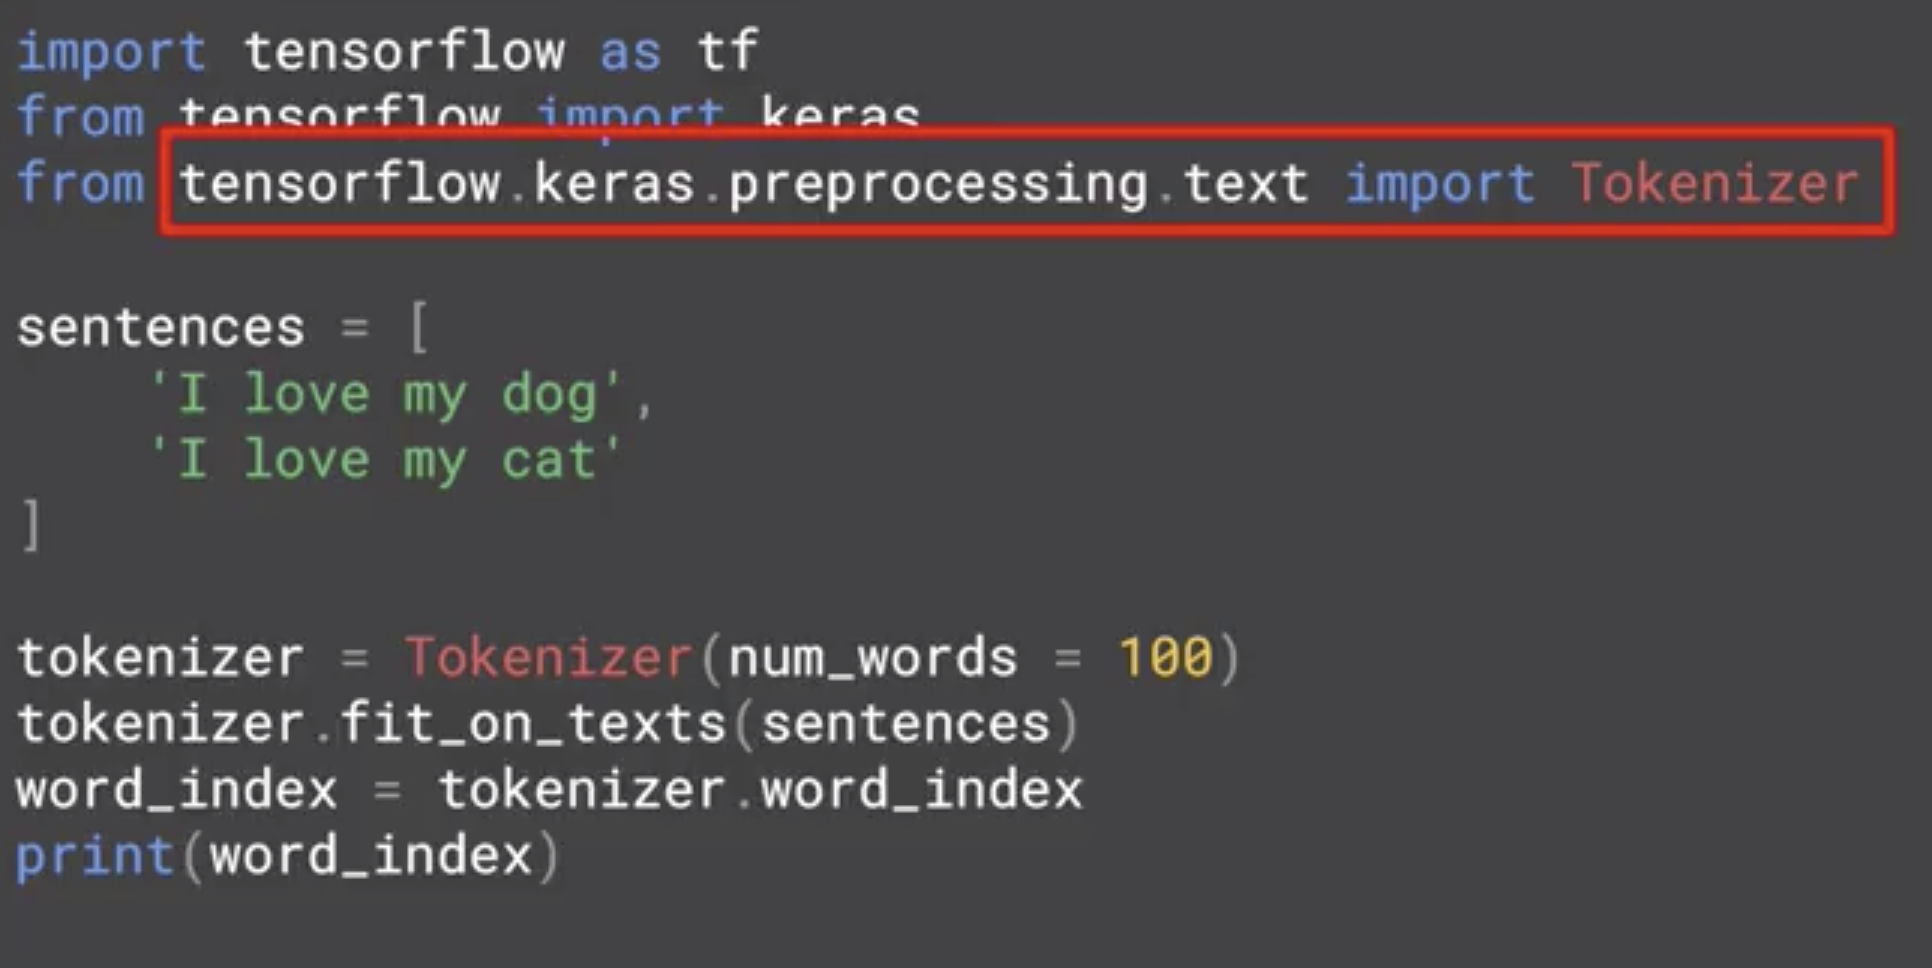 import tensorflow as tf
from tensorflow import keras
from tensorflow.keras.preprocessing.text import Tokenizer
sentences = [
    'I love my dog',
    'I love my cat'
]
tokenizer = Tokenizer(num_words = 100)
tokenizer.fit_on_texts(sentences)
word_index = tokenizer.word_index
print(word_index)